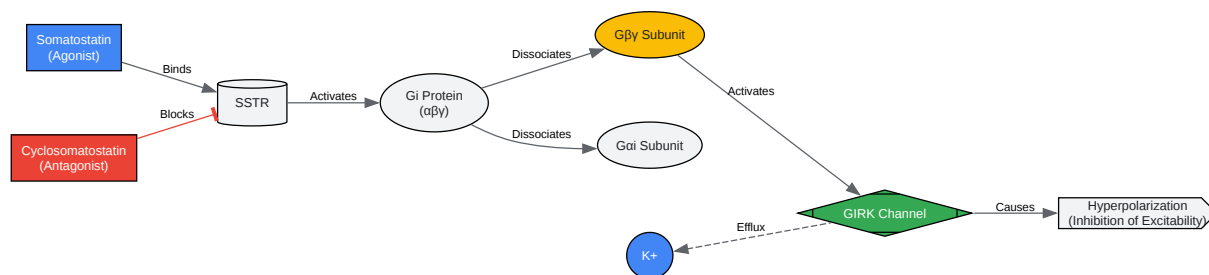 Somatostatin
(Agonist)
Binds
Cyclosomatostatin
(Antagonist)
Blocks
SSTR
Activates
Gi Protein
(αβγ)
Dissociates
Gβγ Subunit
Dissociates
Gαi Subunit
Activates
GIRK Channel
Efflux
K+
Causes
Hyperpolarization
(Inhibition of Excitability)